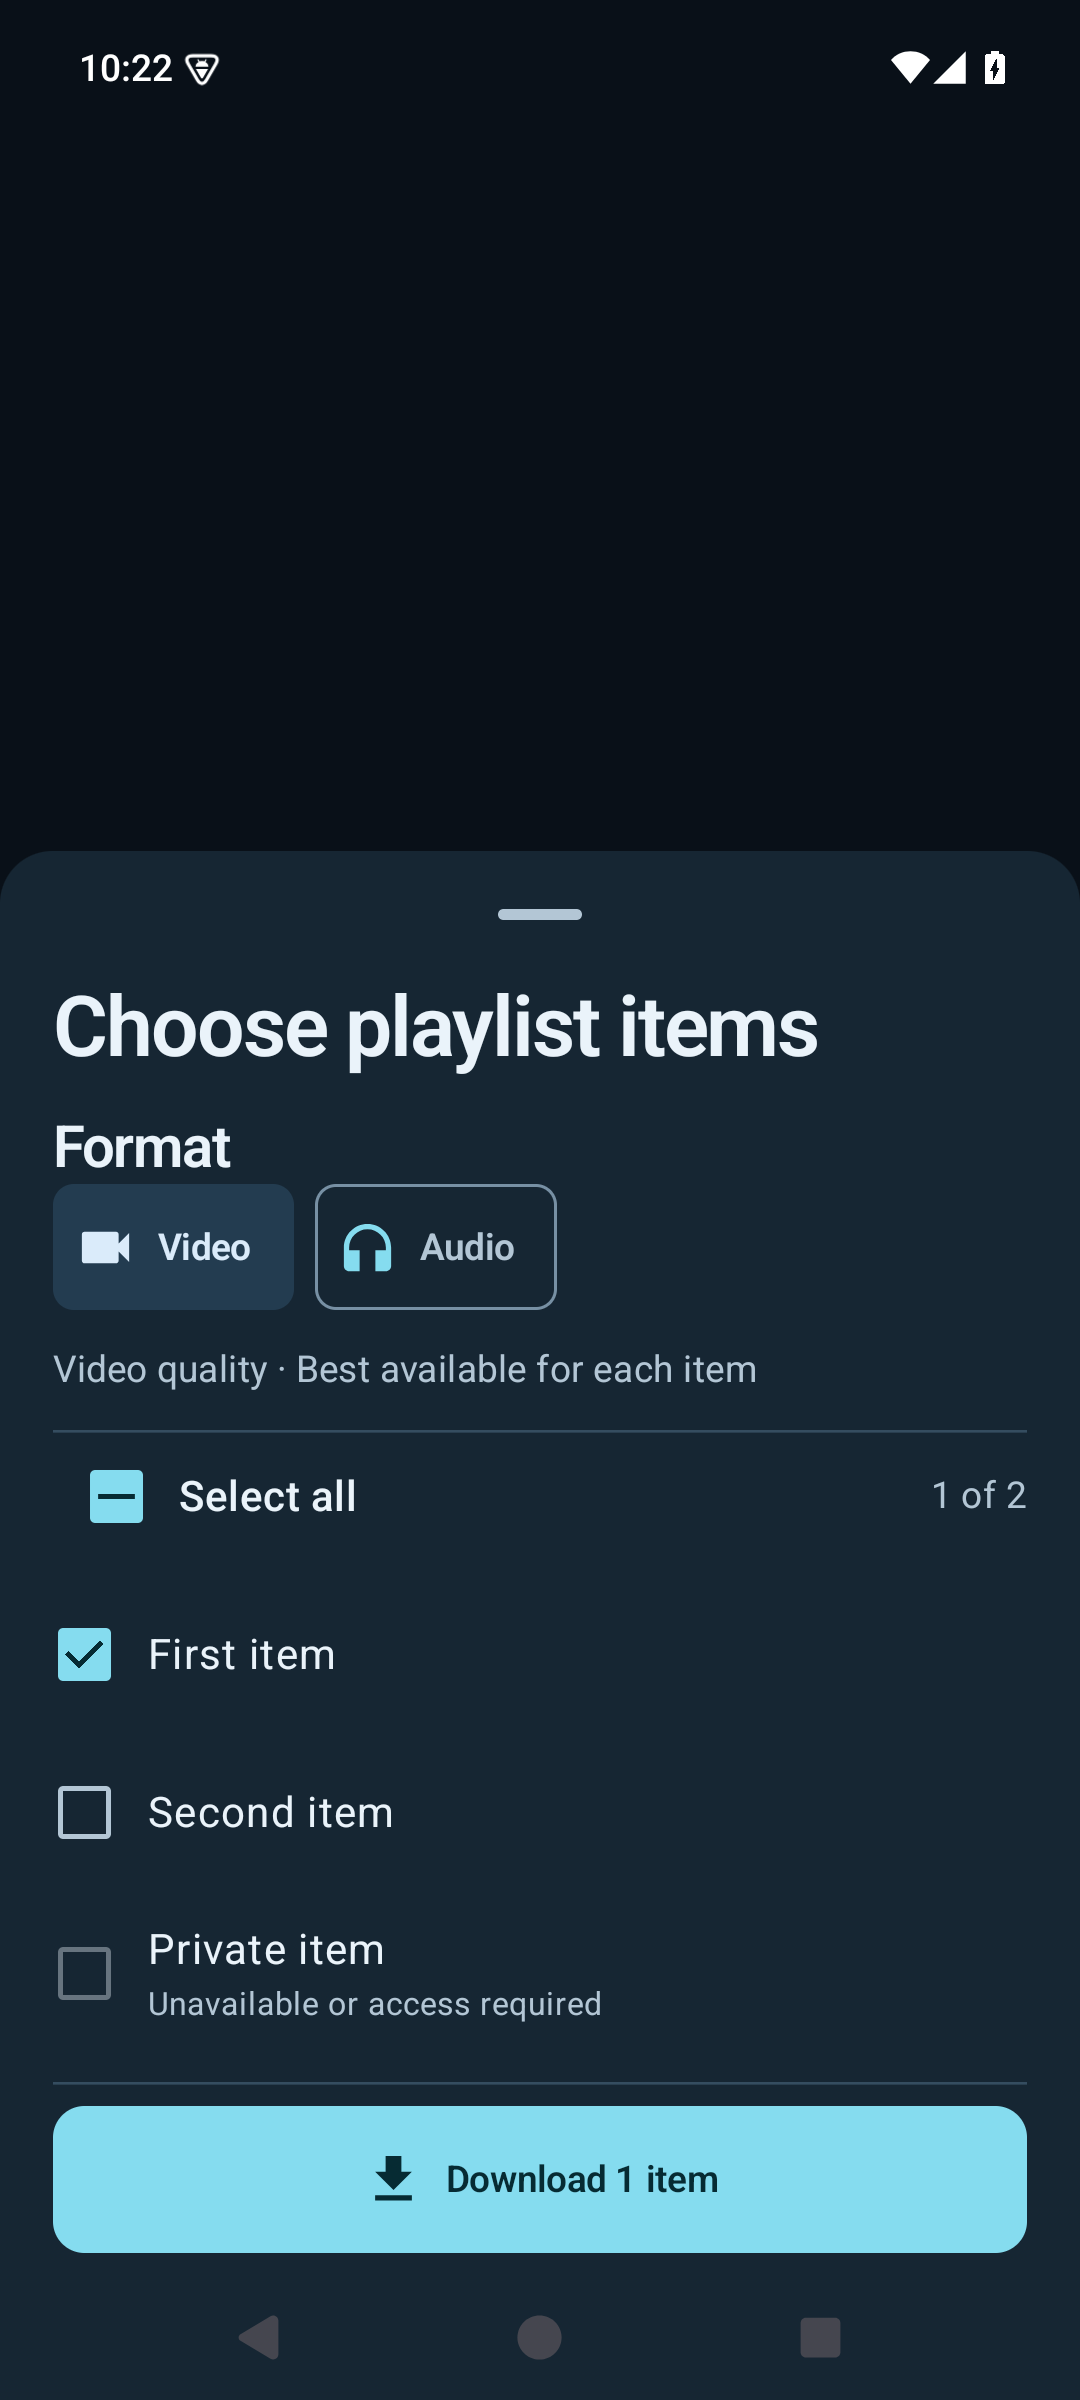 10:22
Choose playlist items
Format
Video
Audio
Video quality · Best available for each item
Select all
1 of 2
First item
Second item
Private item
Unavailable or access required
Download 1 item